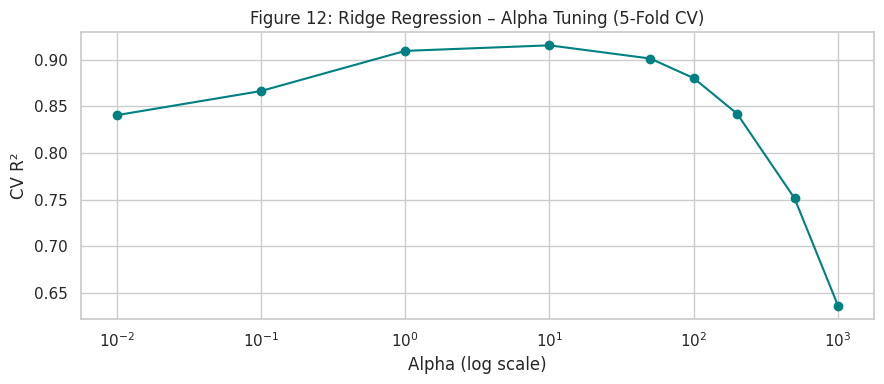 Figure 12: Ridge Regression – Alpha Tuning (5-Fold CV)
CV R²
0.90
0.85
0.80
0.75
0.70
0.65
10⁻² 10⁻¹ 10⁰ 10¹ 10² 10³
Alpha (log scale)